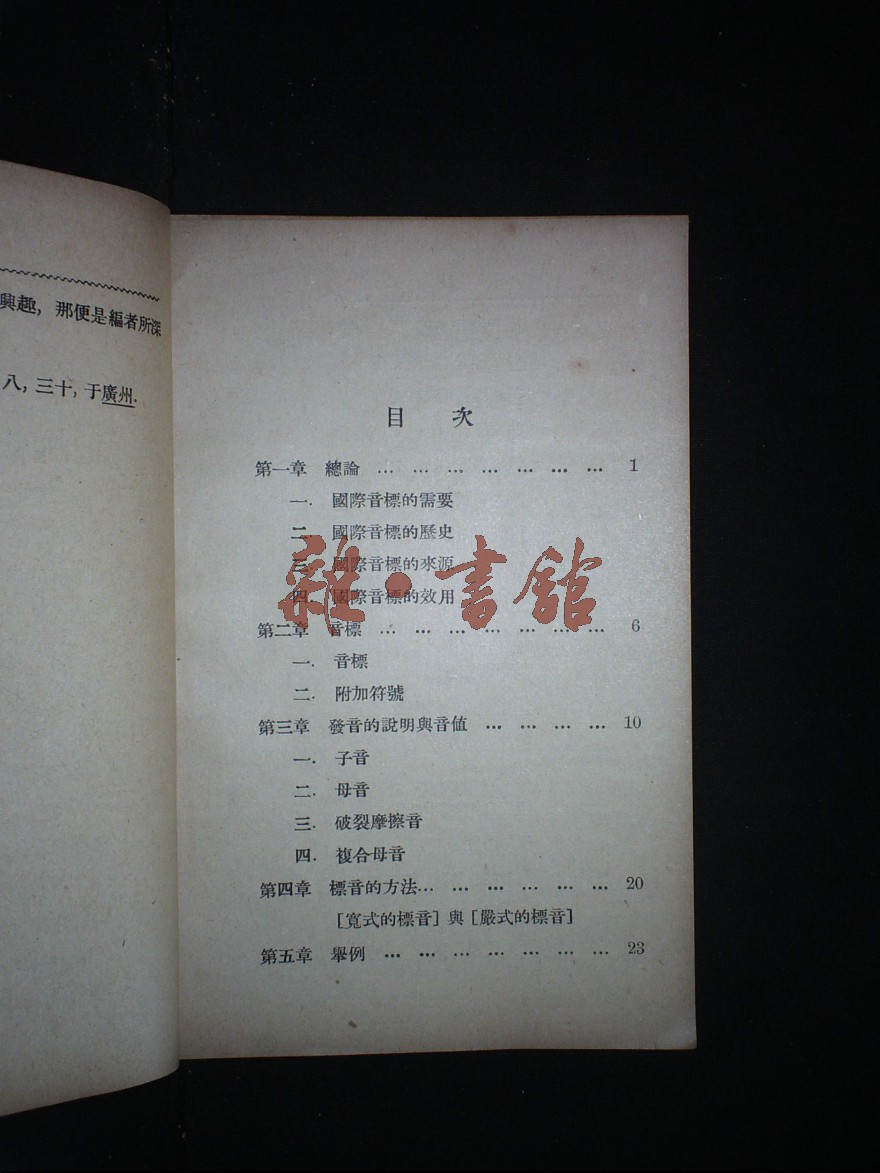 興趣，那便是編者所深
八，三十，于廣州．
目 次
第一章 總論 … … … … … … … 1
一． 國際音標的需要
二． 國際音標的歷史
三． 國際音標的來源
四． 國際音標的效用
第二章 音標 … … … … … … … 6
一． 音標
二． 附加符號
第三章 發音的說明與音值 … … … … 10
一． 子音
二． 母音
三． 破裂摩擦音
四． 複合母音
第四章 標音的方法… … … … … … 20
［寬式的標音］與［嚴式的標音］
第五章 舉例 … … … … … … … 23
雜·書館